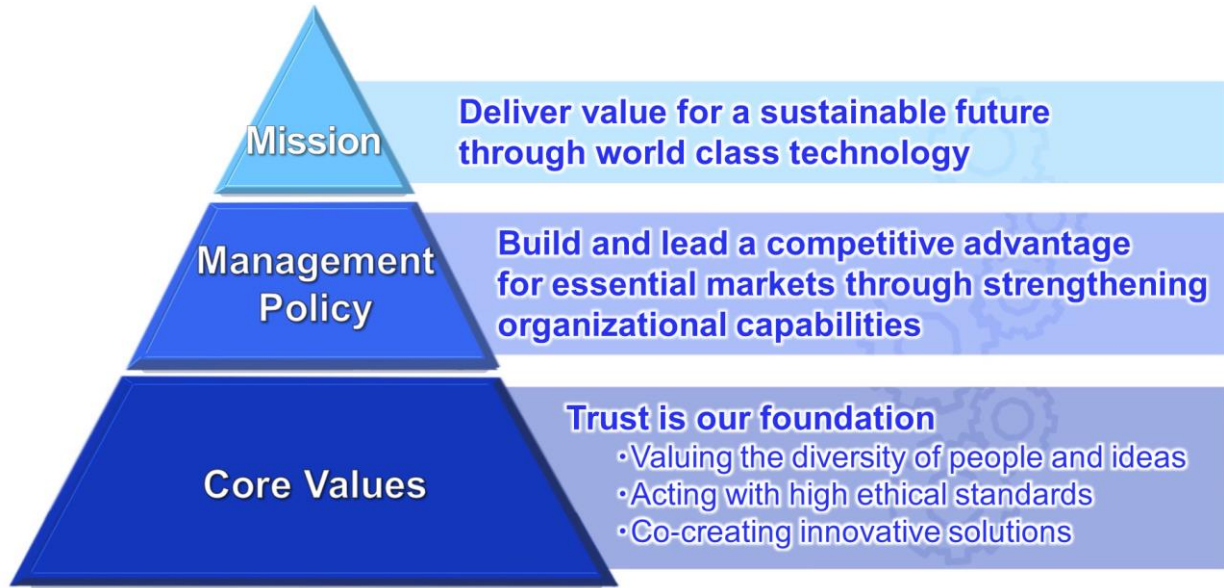 Mission
Deliver value for a sustainable future
through world class technology
Management
Policy
Build and lead a competitive advantage
for essential markets through strengthening
organizational capabilities
Core Values
Trust is our foundation
・Valuing the diversity of people and ideas
・Acting with high ethical standards
・Co-creating innovative solutions